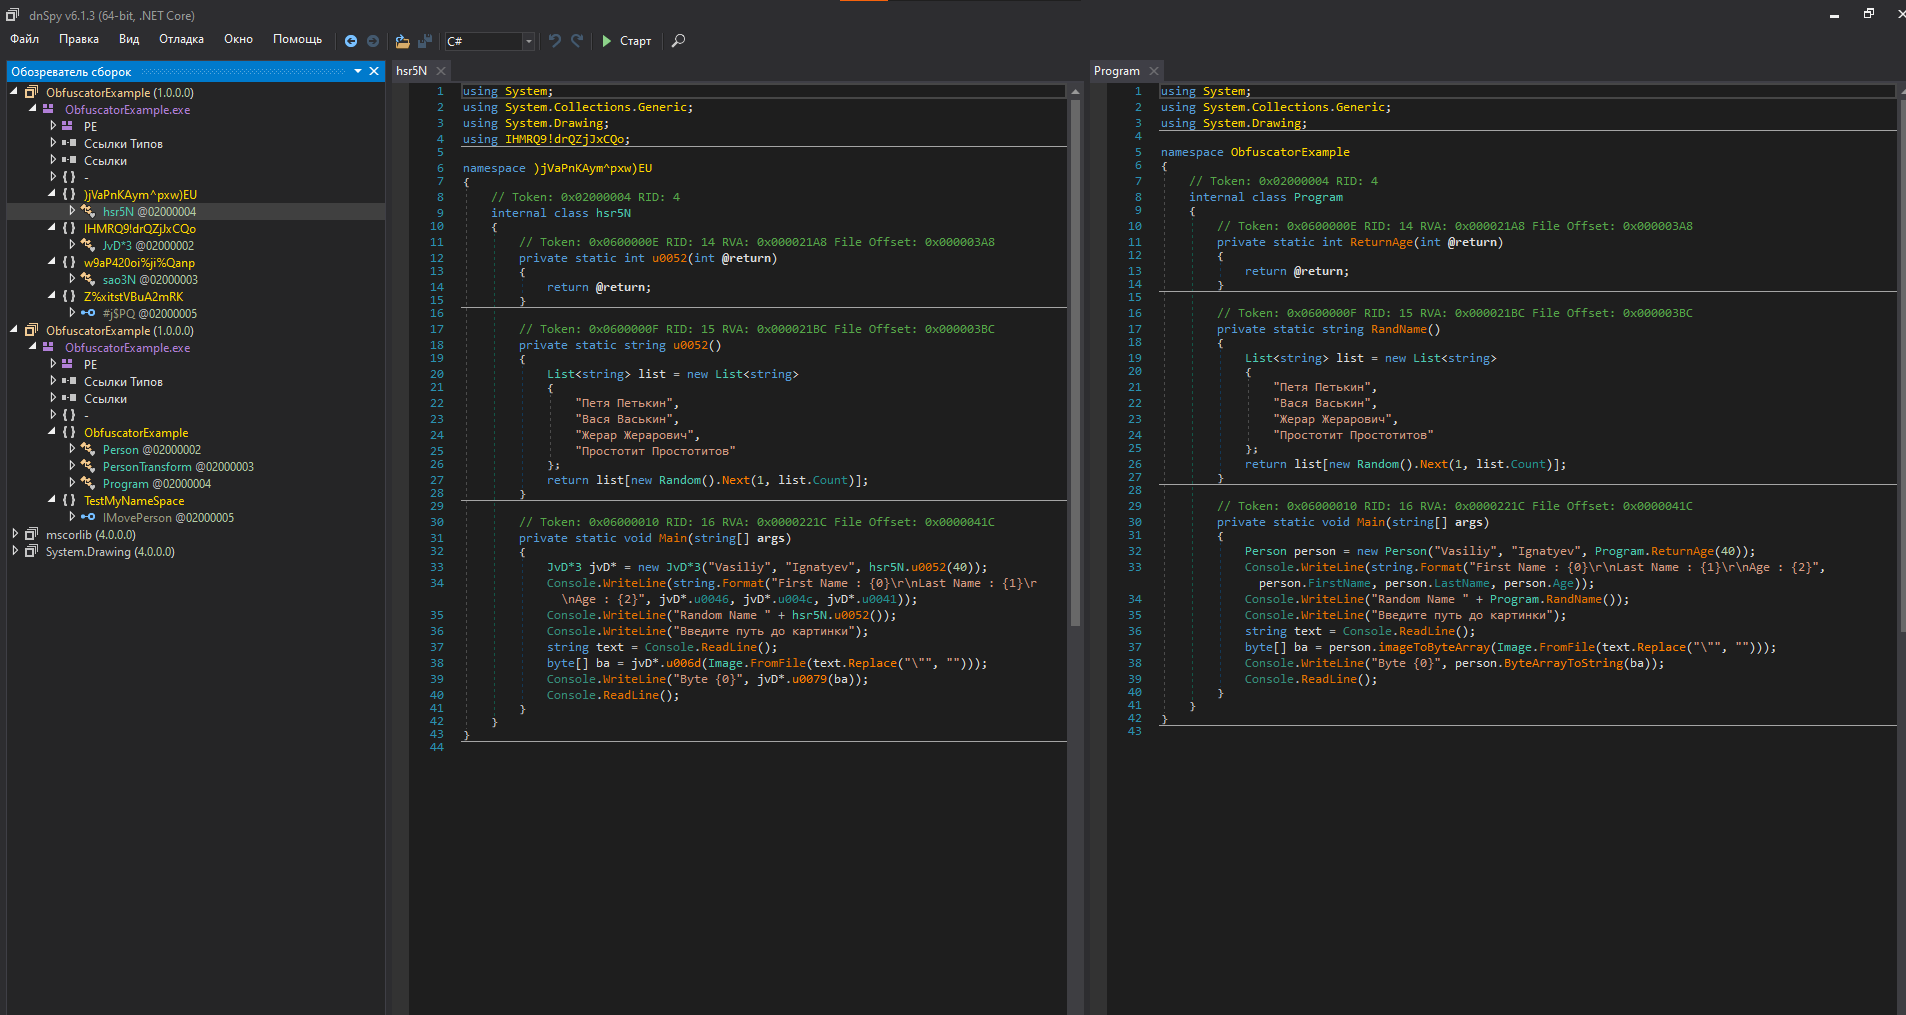 dnSpy v6.1.3 (64-bit, .NET Core)
Файл Правка Вид Отладка Окно Помощь C# Старт
Обозреватель сборок
ObfuscatorExample (1.0.0.0)
ObfuscatorExample.exe
PE
Ссылки Типов
Ссылки
{ } -
{ } )jVaPnKAym^pxw)EU
hsr5N @02000004
{ } IHMRQ9!drQZjJxCQo
JvD*3 @02000002
{ } w9aP420oi%ji%Qanp
sao3N @02000003
{ } Z%xitstVBuA2mRK
#j$PQ @02000005
ObfuscatorExample (1.0.0.0)
ObfuscatorExample.exe
PE
Ссылки Типов
Ссылки
{ } -
{ } ObfuscatorExample
Person @02000002
PersonTransform @02000003
Program @02000004
{ } TestMyNameSpace
IMovePerson @02000005
mscorlib (4.0.0.0)
System.Drawing (4.0.0.0)
hsr5N
1 using System;
2 using System.Collections.Generic;
3 using System.Drawing;
4 using IHMRQ9!drQZjJxCQo;
5
6 namespace )jVaPnKAym^pxw)EU
7 {
8 // Token: 0x02000004 RID: 4
9 internal class hsr5N
10 {
11 // Token: 0x0600000E RID: 14 RVA: 0x000021A8 File Offset: 0x000003A8
12 private static int u0052(int @return)
13 {
14 return @return;
15 }
16
17 // Token: 0x0600000F RID: 15 RVA: 0x000021BC File Offset: 0x000003BC
18 private static string u0052()
19 {
20 List<string> list = new List<string>
21 {
22 "Петя Петькин",
23 "Вася Васькин",
24 "Жерар Жерарович",
25 "Простотит Простотитов"
26 };
27 return list[new Random().Next(1, list.Count)];
28 }
29
30 // Token: 0x06000010 RID: 16 RVA: 0x0000221C File Offset: 0x0000041C
31 private static void Main(string[] args)
32 {
33 JvD*3 jvD* = new JvD*3("Vasiliy", "Ignatyev", hsr5N.u0052(40));
34 Console.WriteLine(string.Format("First Name : {0}\r\nLast Name : {1}\r
\nAge : {2}", jvD*.u0046, jvD*.u004c, jvD*.u0041));
35 Console.WriteLine("Random Name " + hsr5N.u0052());
36 Console.WriteLine("Введите путь до картинки");
37 string text = Console.ReadLine();
38 byte[] ba = jvD*.u006d(Image.FromFile(text.Replace("\"", "")));
39 Console.WriteLine("Byte {0}", jvD*.u0079(ba));
40 Console.ReadLine();
41 }
42 }
43 }
44
Program
1 using System;
2 using System.Collections.Generic;
3 using System.Drawing;
4
5 namespace ObfuscatorExample
6 {
7 // Token: 0x02000004 RID: 4
8 internal class Program
9 {
10 // Token: 0x0600000E RID: 14 RVA: 0x000021A8 File Offset: 0x000003A8
11 private static int ReturnAge(int @return)
12 {
13 return @return;
14 }
15
16 // Token: 0x0600000F RID: 15 RVA: 0x000021BC File Offset: 0x000003BC
17 private static string RandName()
18 {
19 List<string> list = new List<string>
20 {
21 "Петя Петькин",
22 "Вася Васькин",
23 "Жерар Жерарович",
24 "Простотит Простотитов"
25 };
26 return list[new Random().Next(1, list.Count)];
27 }
28
29 // Token: 0x06000010 RID: 16 RVA: 0x0000221C File Offset: 0x0000041C
30 private static void Main(string[] args)
31 {
32 Person person = new Person("Vasiliy", "Ignatyev", Program.ReturnAge(40));
33 Console.WriteLine(string.Format("First Name : {0}\r\nLast Name : {1}\r\nAge : {2}",
person.FirstName, person.LastName, person.Age));
34 Console.WriteLine("Random Name " + Program.RandName());
35 Console.WriteLine("Введите путь до картинки");
36 string text = Console.ReadLine();
37 byte[] ba = person.imageToByteArray(Image.FromFile(text.Replace("\"", "")));
38 Console.WriteLine("Byte {0}", person.ByteArrayToString(ba));
39 Console.ReadLine();
40 }
41 }
42 }
43